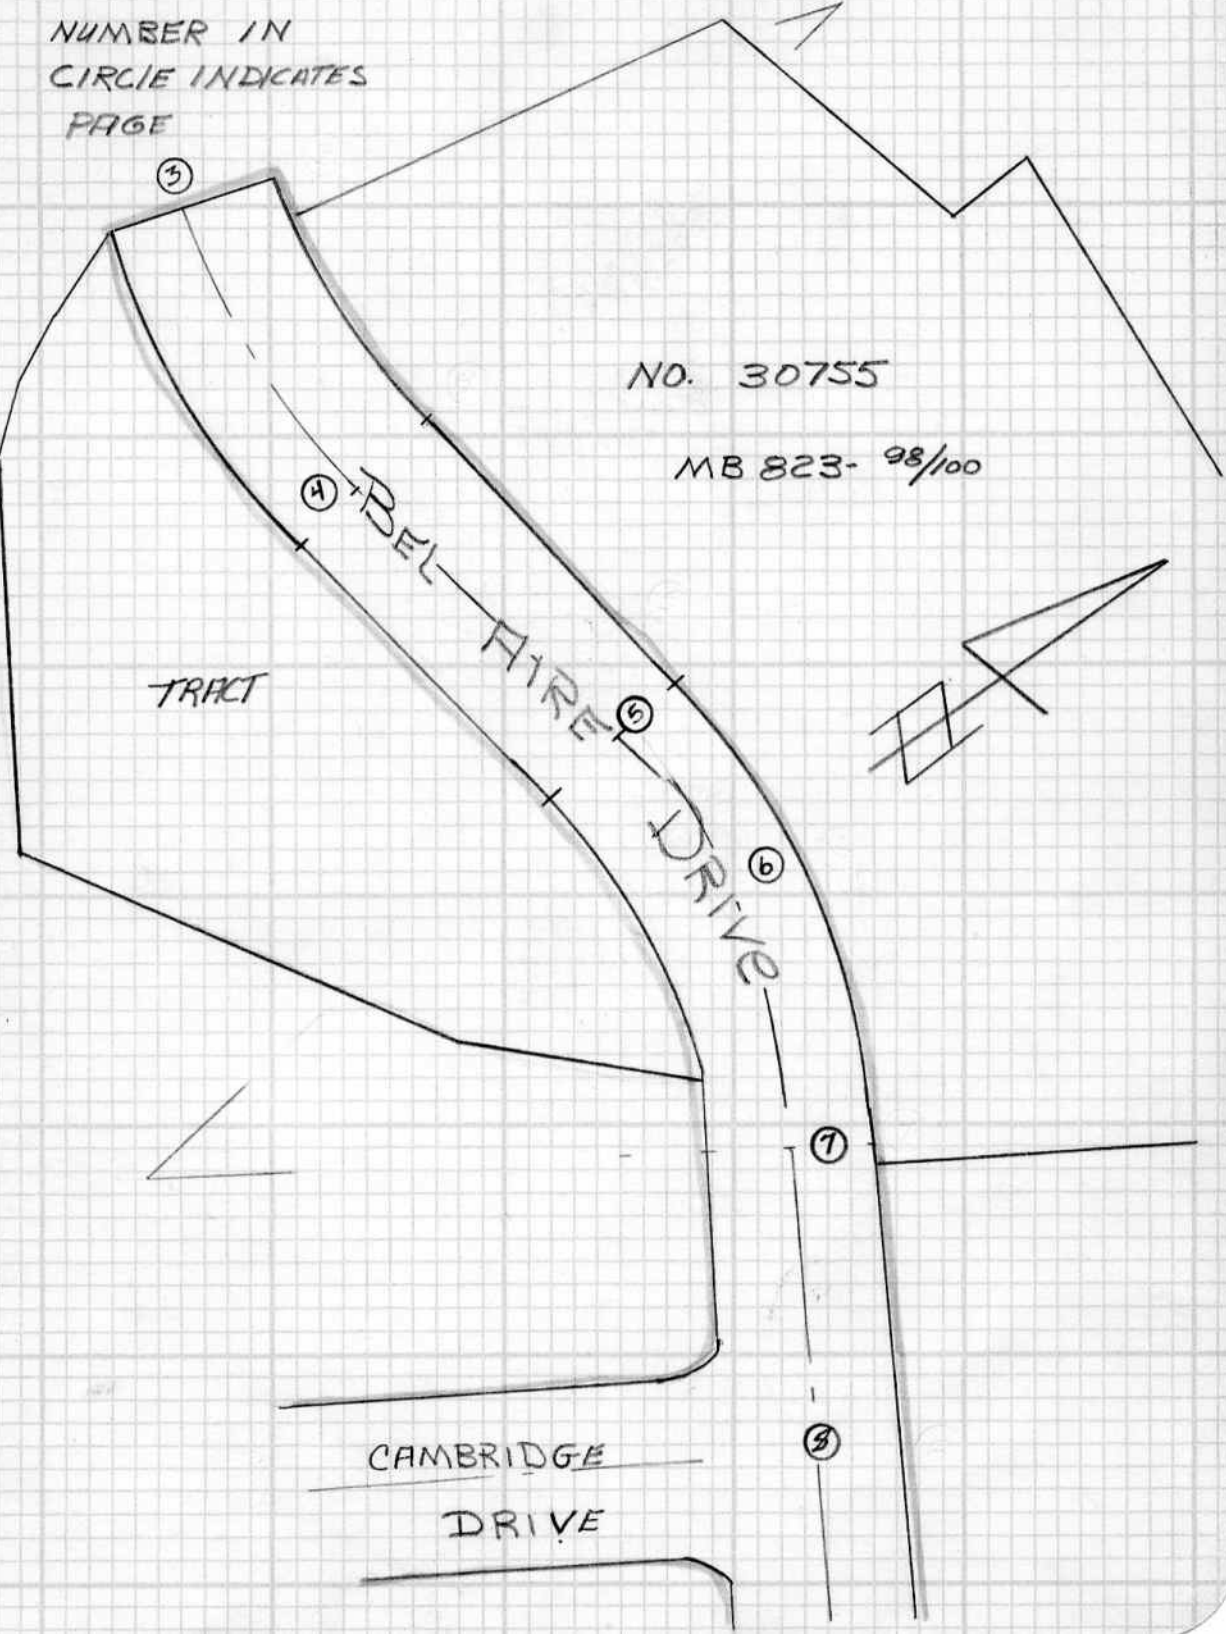 NUMBER IN
CIRCLE INDICATES
PAGE
3
NO. 30755
MB 823- 98/100
4
BEL AIRE DRIVE
TRACT
5
6
7
8
CAMBRIDGE
DRIVE